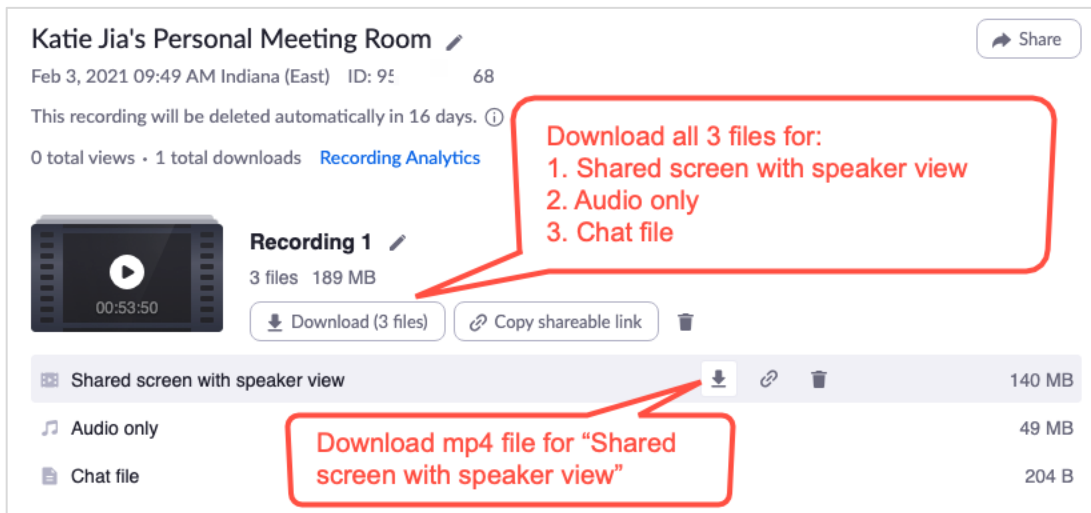 Katie Jia's Personal Meeting Room
Share
Feb 3, 2021 09:49 AM Indiana (East) ID: 95 68
This recording will be deleted automatically in 16 days.
0 total views • 1 total downloads Recording Analytics
Download all 3 files for:
1. Shared screen with speaker view
2. Audio only
3. Chat file
00:53:50
Recording 1
3 files 189 MB
Download (3 files)
Copy shareable link
Shared screen with speaker view
140 MB
Audio only
49 MB
Chat file
204 B
Download mp4 file for “Shared
screen with speaker view”